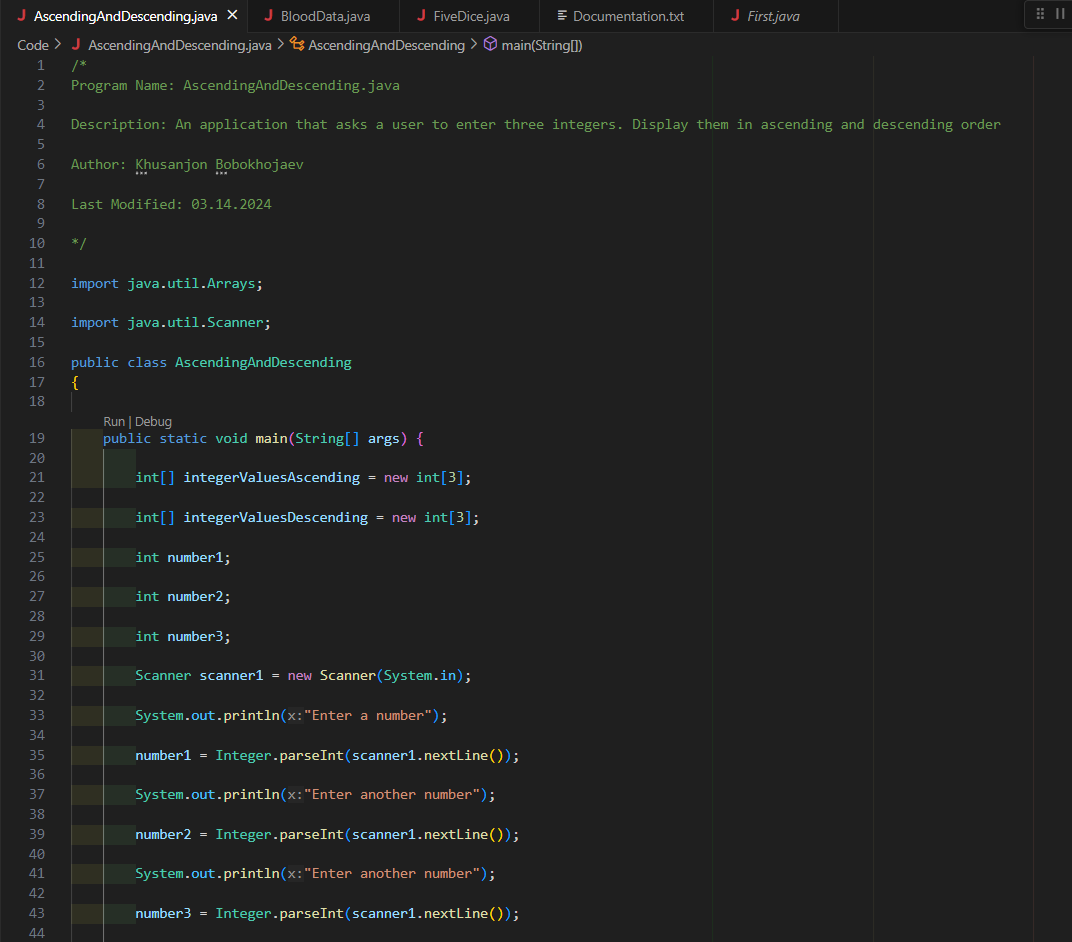 AscendingAndDescending.java BloodData.java FiveDice.java Documentation.txt First.java
Code > AscendingAndDescending.java > AscendingAndDescending > main(String[])
1 /*
2 Program Name: AscendingAndDescending.java
3
4 Description: An application that asks a user to enter three integers. Display them in ascending and descending order
5
6 Author: Khusanjon Bobokhojaev
7
8 Last Modified: 03.14.2024
9
10 */
11
12 import java.util.Arrays;
13
14 import java.util.Scanner;
15
16 public class AscendingAndDescending
17 {
18
Run | Debug
19 public static void main(String[] args) {
20
21 int[] integerValuesAscending = new int[3];
22
23 int[] integerValuesDescending = new int[3];
24
25 int number1;
26
27 int number2;
28
29 int number3;
30
31 Scanner scanner1 = new Scanner(System.in);
32
33 System.out.println(x:"Enter a number");
34
35 number1 = Integer.parseInt(scanner1.nextLine());
36
37 System.out.println(x:"Enter another number");
38
39 number2 = Integer.parseInt(scanner1.nextLine());
40
41 System.out.println(x:"Enter another number");
42
43 number3 = Integer.parseInt(scanner1.nextLine());
44